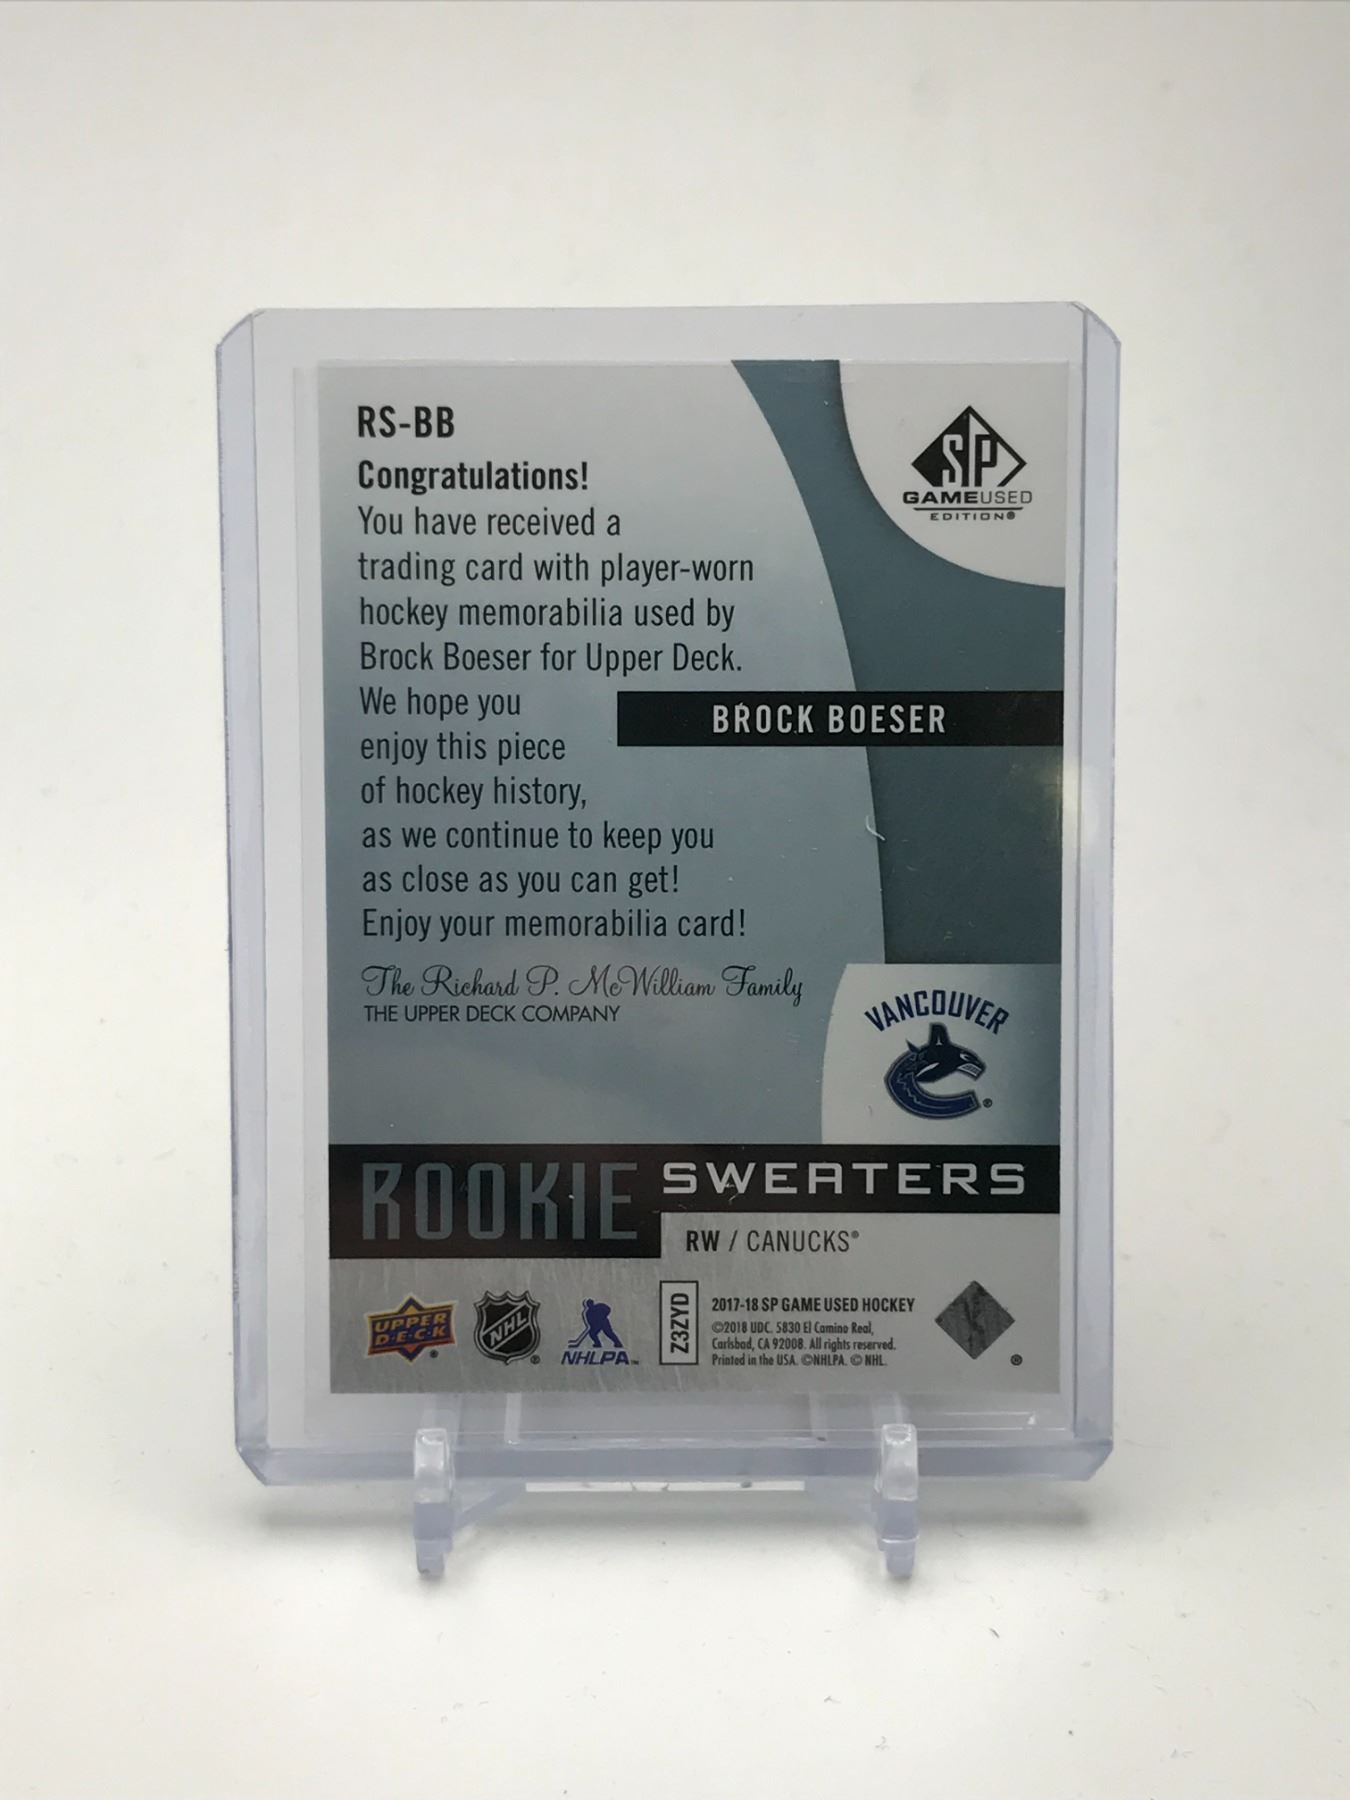 RS-BB
SP
GAMEUSED
EDITION®
Congratulations!
You have received a
trading card with player-worn
hockey memorabilia used by
Brock Boeser for Upper Deck.
We hope you
enjoy this piece
of hockey history,
as we continue to keep you
as close as you can get!
Enjoy your memorabilia card!
BROCK BOESER
The Richard P. McWilliam Family
THE UPPER DECK COMPANY
VANCOUVER
®
ROOKIE SWEATERS
RW / CANUCKS®
UPPER
D·E·C·K
®
NHL
®
NHLPA™
Z3ZYD
2017-18 SP GAME USED HOCKEY
©2018 UDC. 5830 El Camino Real,
Carlsbad, CA 92008. All rights reserved.
Printed in the USA. ©NHLPA. © NHL.
®